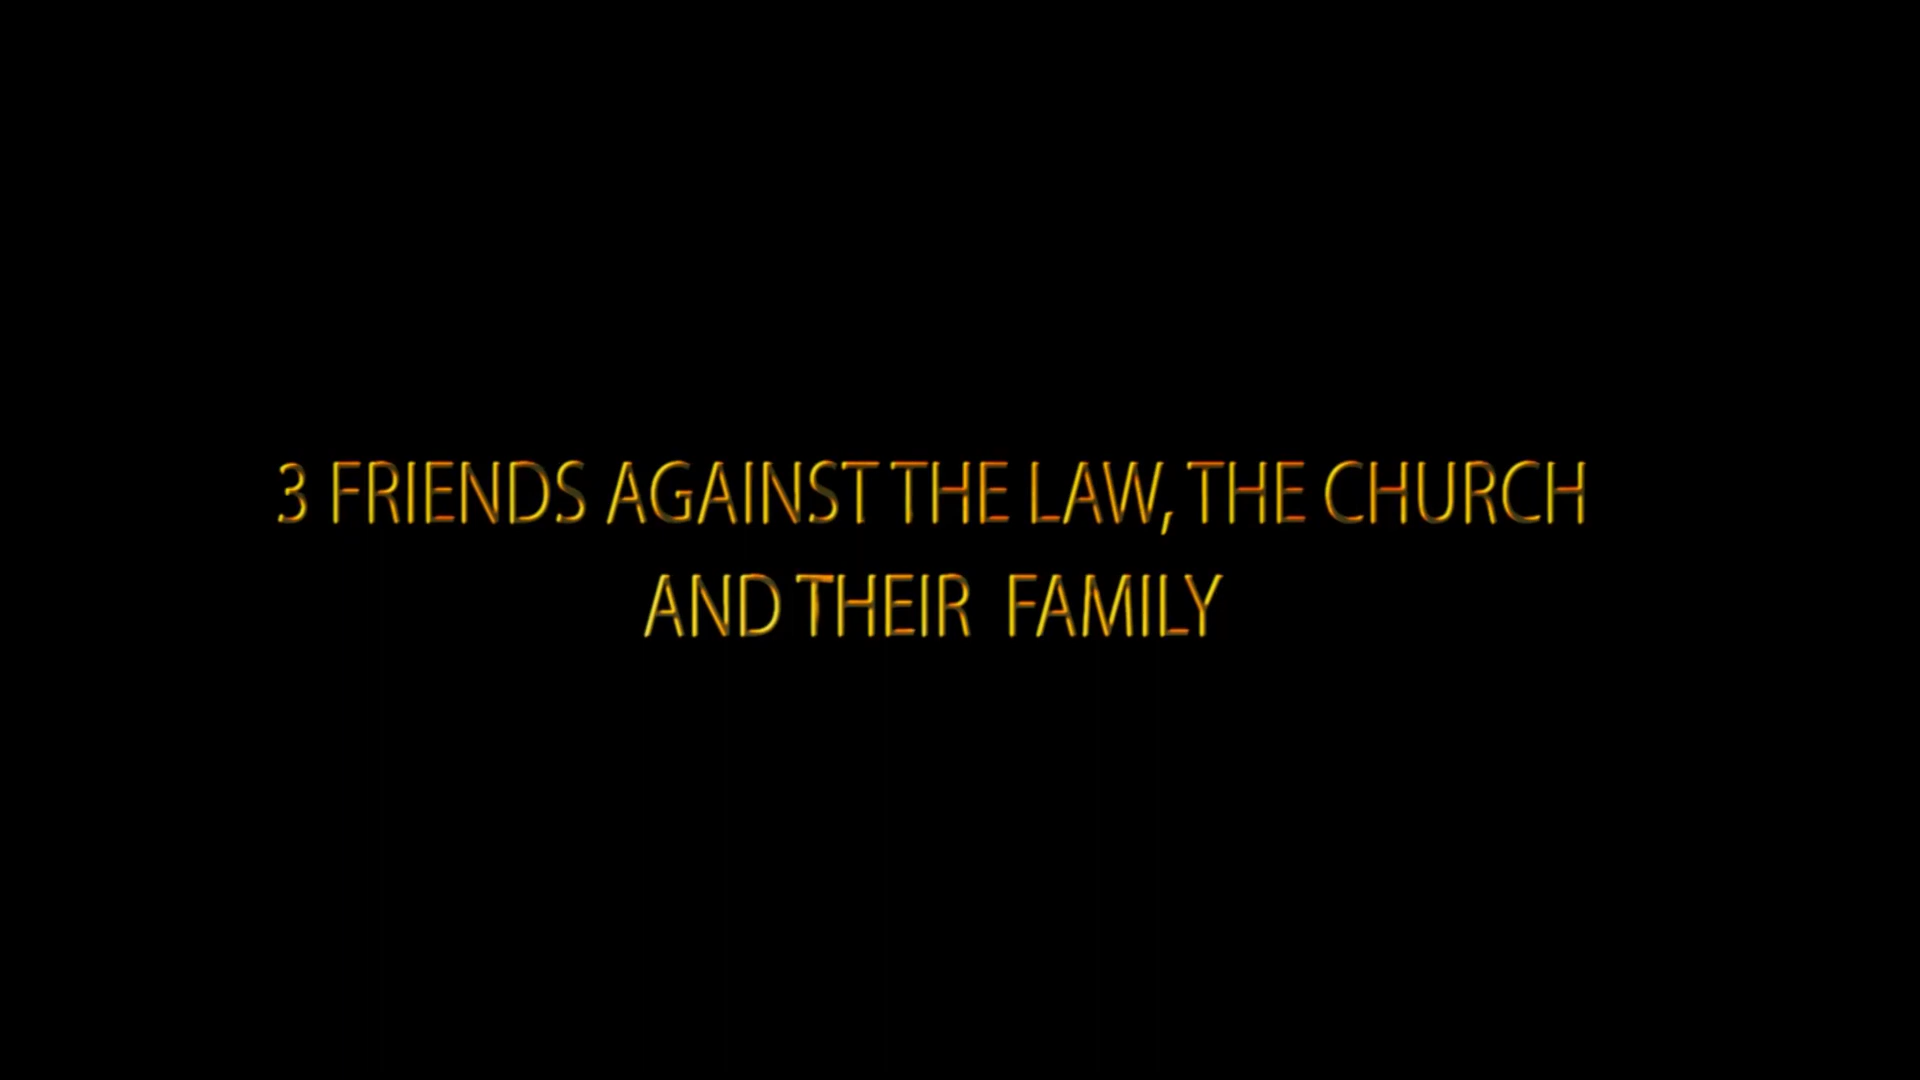 3 FRIENDS AGAINST THE LAW, THE CHURCH
AND THEIR FAMILY